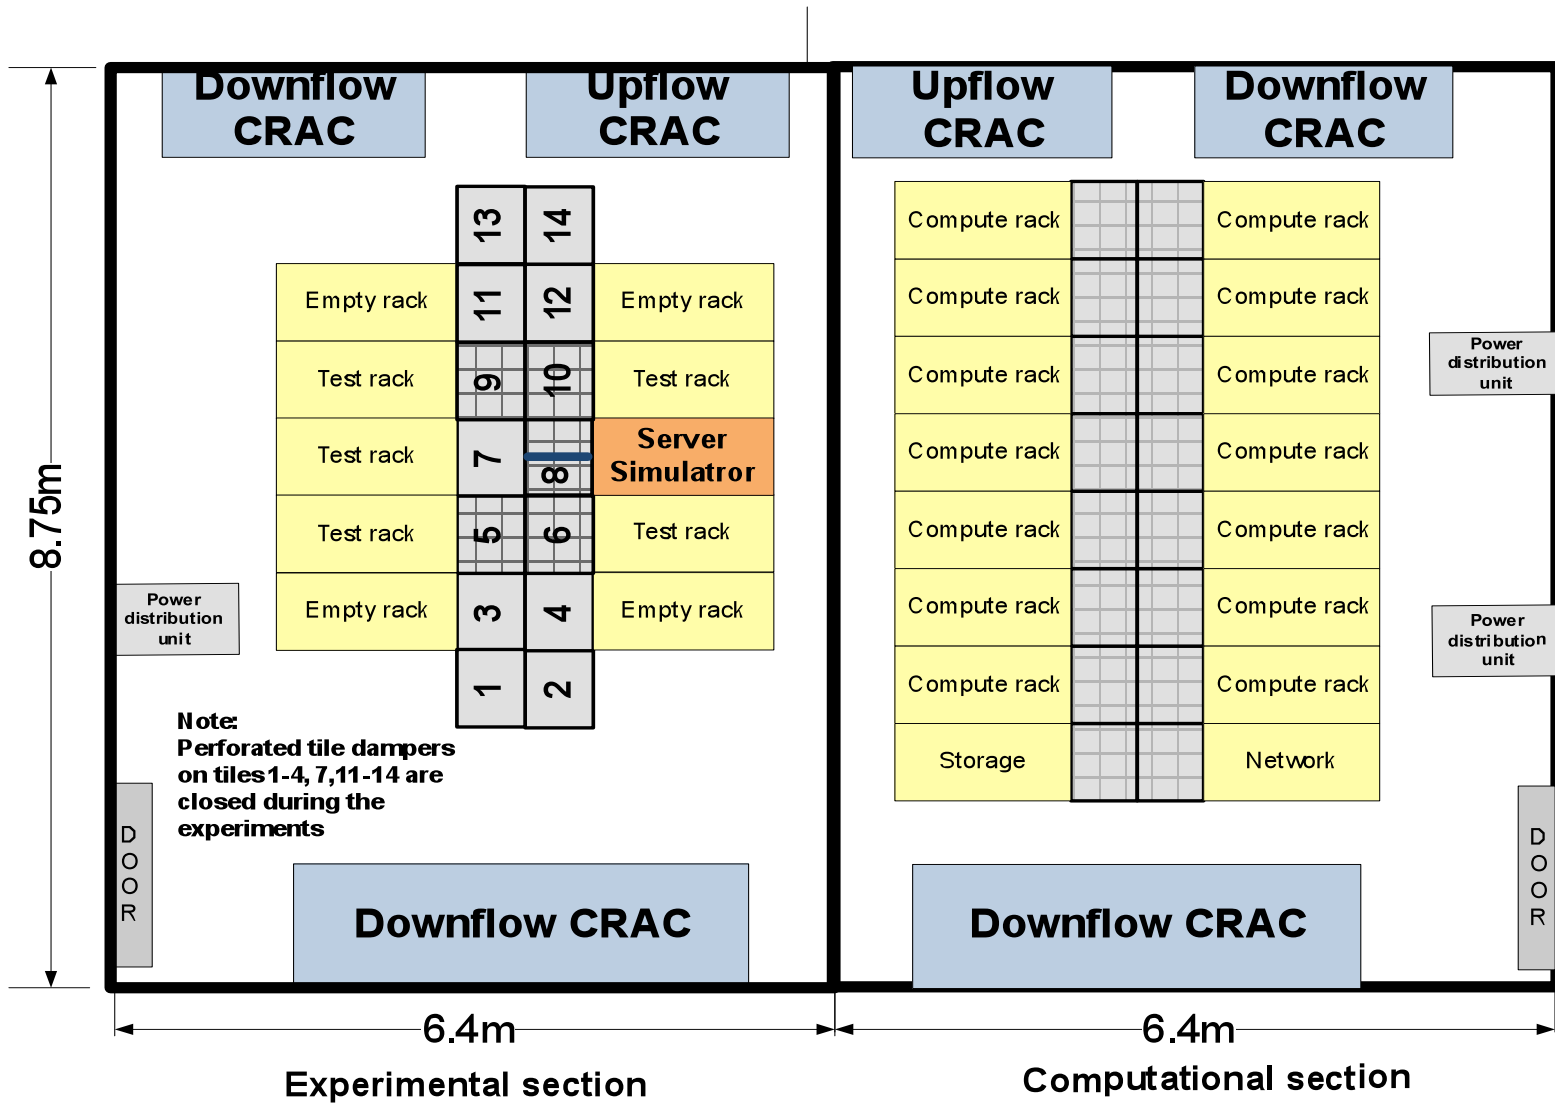 Downflow
CRAC
Upflow
CRAC
Upflow
CRAC
Downflow
CRAC
13
14
Empty rack
11
12
Empty rack
Test rack
9
10
Test rack
Test rack
7
8
Server
Simulatror
Test rack
5
6
Test rack
Empty rack
3
4
Empty rack
1
2
8.75m
Power
distribution
unit
Note:
Perforated tile dampers
on tiles 1-4, 7,11-14 are
closed during the
experiments
DOOR
Downflow CRAC
Compute rack
Compute rack
Compute rack
Compute rack
Compute rack
Compute rack
Compute rack
Compute rack
Compute rack
Compute rack
Compute rack
Compute rack
Compute rack
Compute rack
Storage
Network
Power
distribution
unit
Power
distribution
unit
DOOR
Downflow CRAC
6.4m
6.4m
Experimental section
Computational section